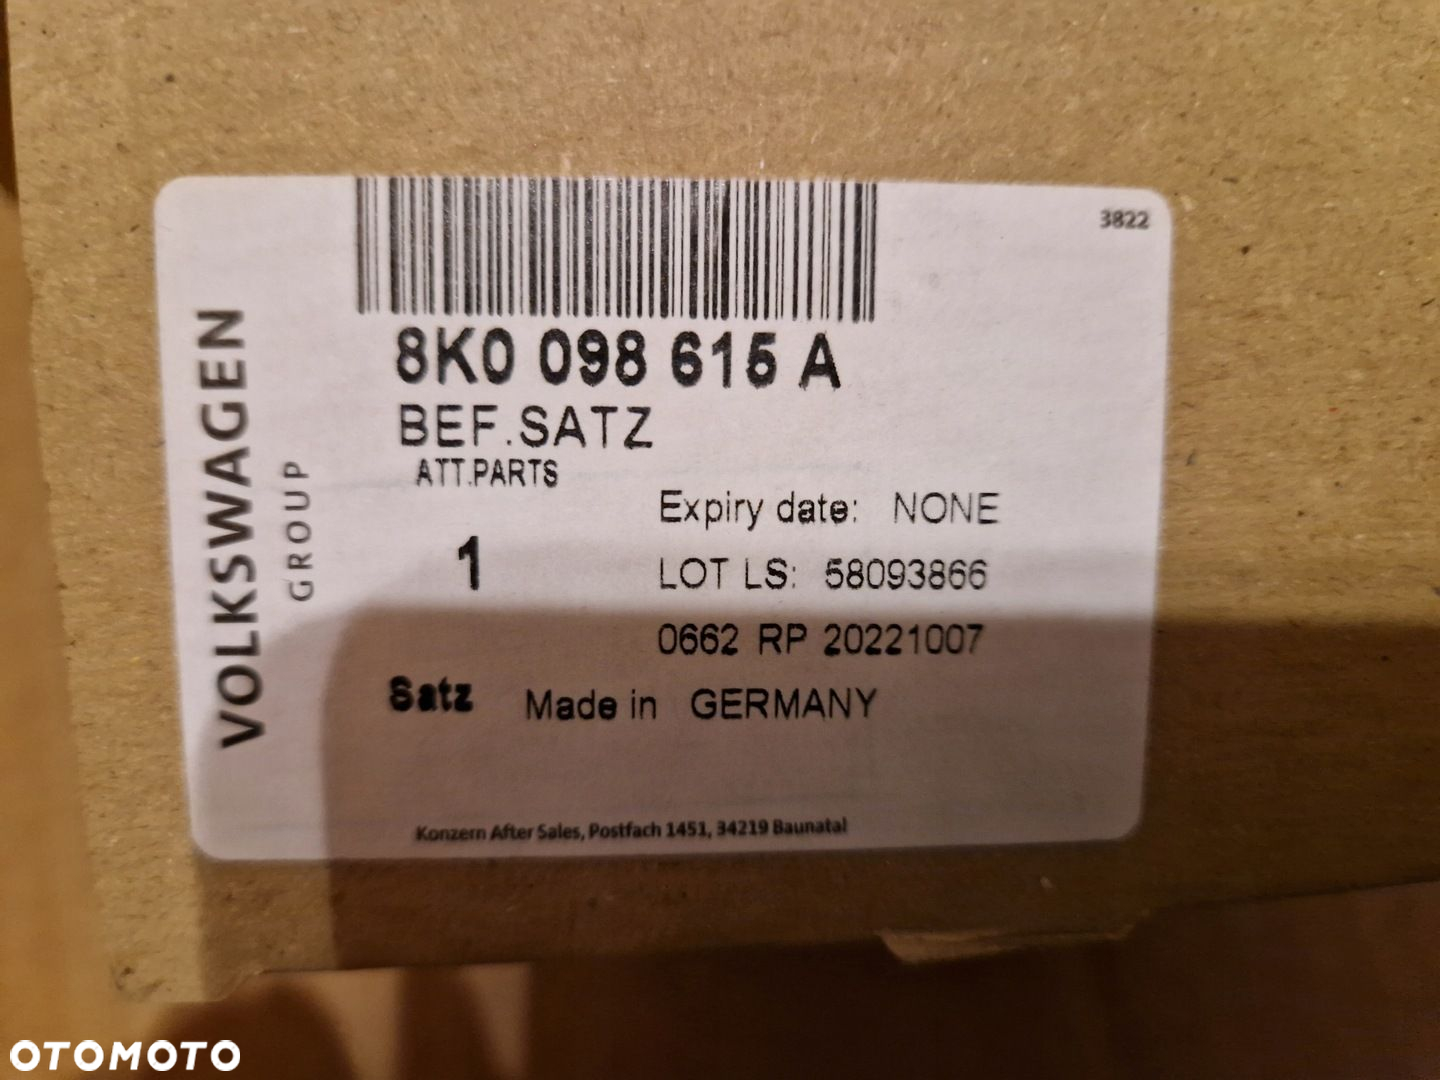 3822
8K0 098 615 A
BEF.SATZ
ATT.PARTS
Expiry date: NONE
1
LOT LS: 58093866
0662 RP 20221007
Satz Made in GERMANY
Konzern After Sales, Postfach 1451, 34219 Baunatal
VOLKSWAGEN
GROUP
OTOMOTO